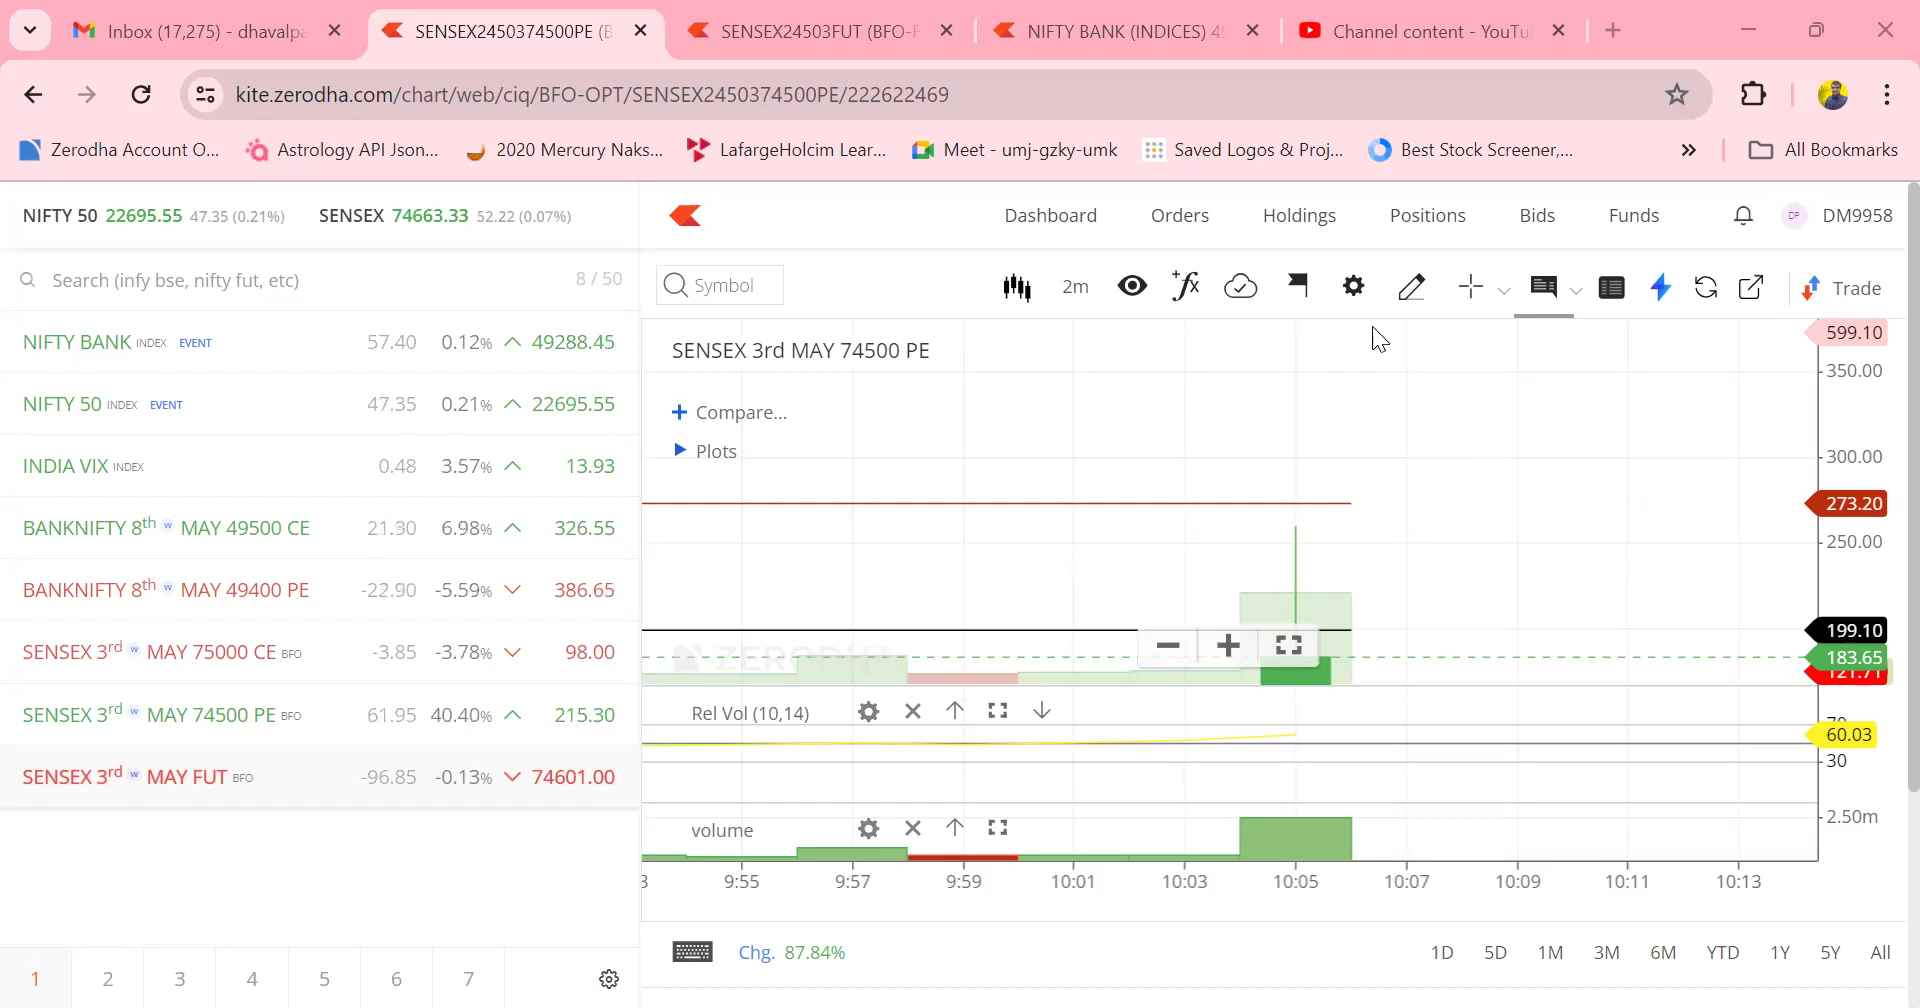 Inbox (17,275) - dhavalpa
SENSEX2450374500PE (B
SENSEX24503FUT (BFO-F
NIFTY BANK (INDICES) 49
Channel content - YouTu
kite.zerodha.com/chart/web/ciq/BFO-OPT/SENSEX2450374500PE/222622469
Zerodha Account O...
Astrology API Json...
2020 Mercury Naks...
LafargeHolcim Lear...
Meet - umj-gzky-umk
Saved Logos & Proj...
Best Stock Screener,...
All Bookmarks
NIFTY 50 22695.55 47.35 (0.21%) SENSEX 74663.33 52.22 (0.07%)
Dashboard Orders Holdings Positions Bids Funds DP DM9958
Search (infy bse, nifty fut, etc) 8 / 50
Symbol 2m Trade
NIFTY BANK INDEX EVENT 57.40 0.12% 49288.45
NIFTY 50 INDEX EVENT 47.35 0.21% 22695.55
INDIA VIX INDEX 0.48 3.57% 13.93
BANKNIFTY 8th w MAY 49500 CE 21.30 6.98% 326.55
BANKNIFTY 8th w MAY 49400 PE -22.90 -5.59% 386.65
SENSEX 3rd w MAY 75000 CE BFO -3.85 -3.78% 98.00
SENSEX 3rd w MAY 74500 PE BFO 61.95 40.40% 215.30
SENSEX 3rd w MAY FUT BFO -96.85 -0.13% 74601.00
1 2 3 4 5 6 7
SENSEX 3rd MAY 74500 PE
Compare...
Plots
599.10
350.00
300.00
273.20
250.00
199.10
183.65
121.71
ZERODHA
Rel Vol (10,14)
70
60.03
30
volume
2.50m
9:55 9:57 9:59 10:01 10:03 10:05 10:07 10:09 10:11 10:13
Chg. 87.84%
1D 5D 1M 3M 6M YTD 1Y 5Y All